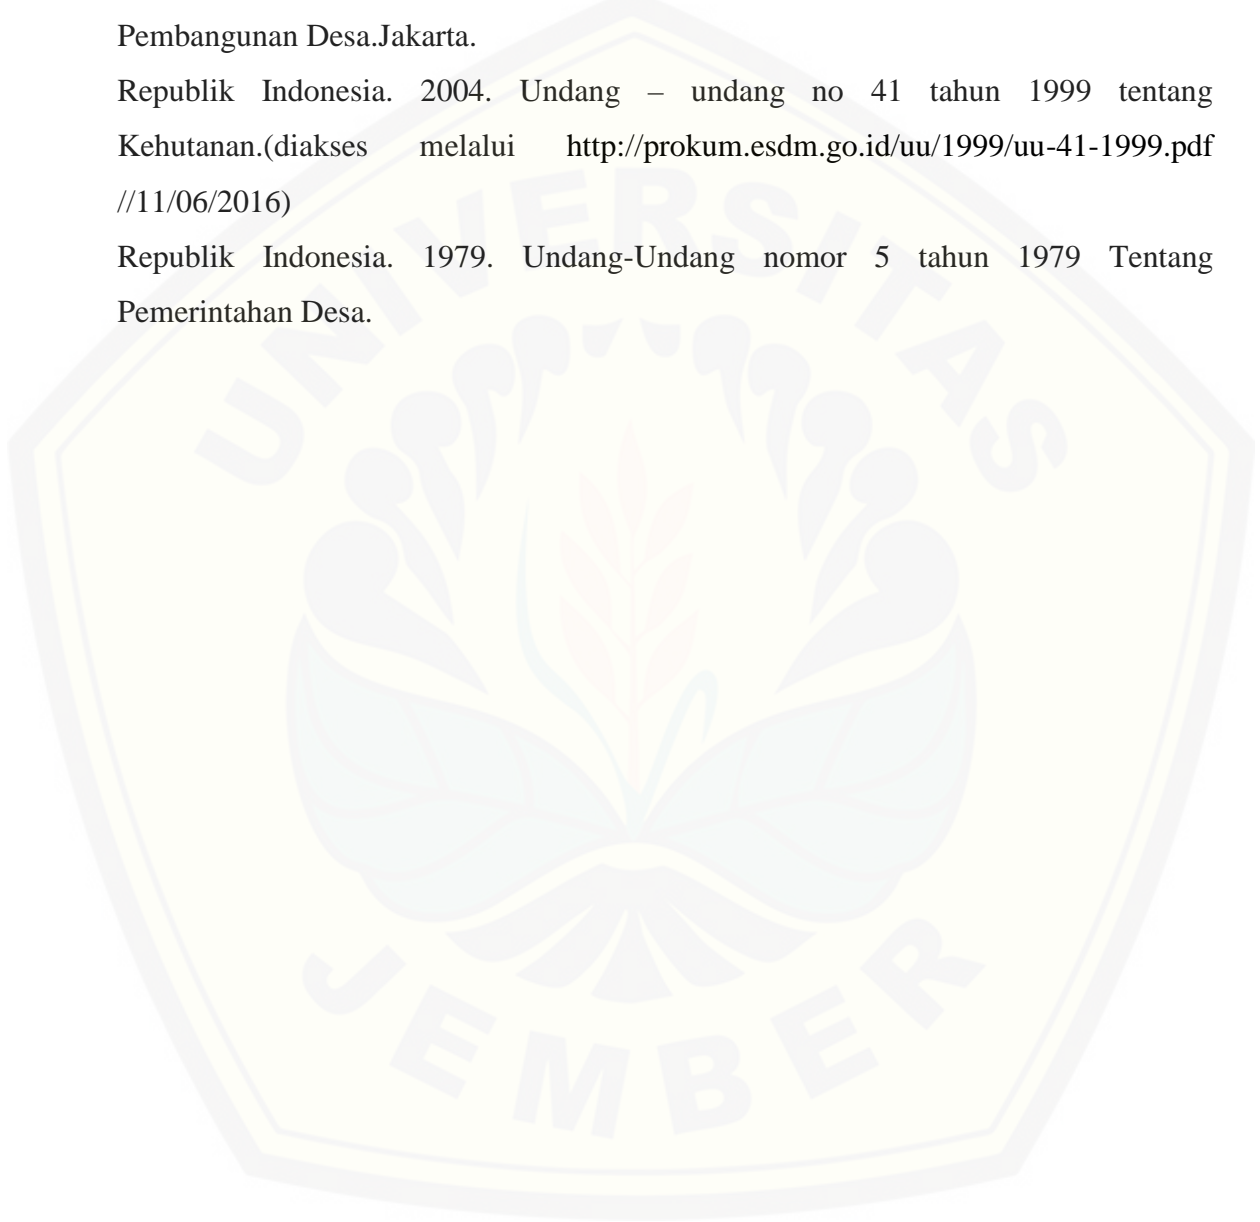 Pembangunan Desa.Jakarta.
Republik Indonesia. 2004. Undang – undang no 41 tahun 1999 tentang
Kehutanan.(diakses melalui http://prokum.esdm.go.id/uu/1999/uu-41-1999.pdf
//11/06/2016)
Republik Indonesia. 1979. Undang-Undang nomor 5 tahun 1979 Tentang
Pemerintahan Desa.
UNIVERSITAS
JEMBER